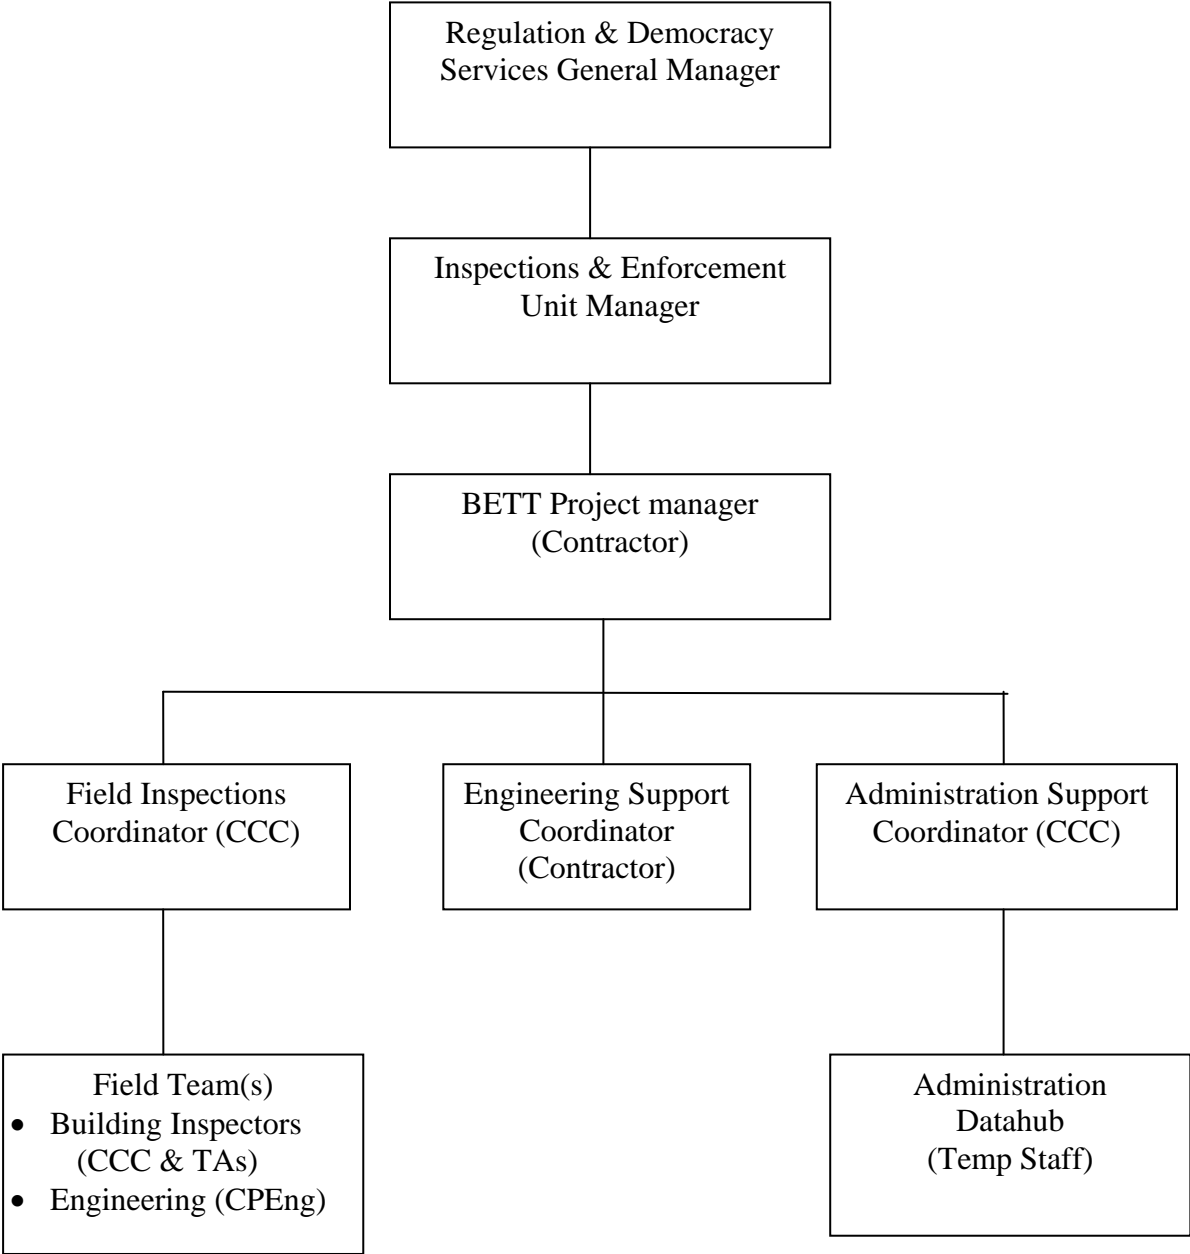 Regulation & Democracy
Services General Manager
Inspections & Enforcement
Unit Manager
BETT Project manager
(Contractor)
Field Inspections
Coordinator (CCC)
Engineering Support
Coordinator
(Contractor)
Administration Support
Coordinator (CCC)
Field Team(s)
• Building Inspectors
(CCC & TAs)
• Engineering (CPEng)
Administration
Datahub
(Temp Staff)